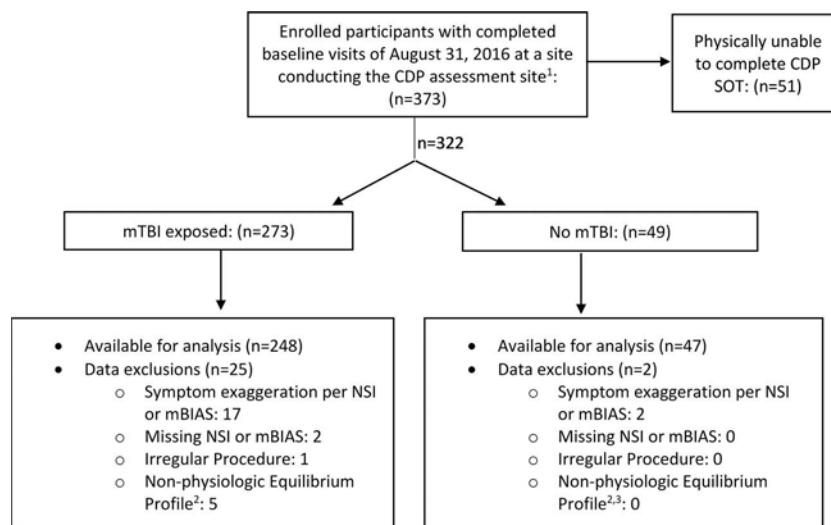 Enrolled participants with completed
baseline visits of August 31, 2016 at a site
conducting the CDP assessment site¹:
(n=373)
Physically unable
to complete CDP
SOT: (n=51)
n=322
mTBI exposed: (n=273)
No mTBI: (n=49)
• Available for analysis (n=248)
• Data exclusions (n=25)
o Symptom exaggeration per NSI
or mBIAS: 17
o Missing NSI or mBIAS: 2
o Irregular Procedure: 1
o Non-physiologic Equilibrium
Profile²: 5
• Available for analysis (n=47)
• Data exclusions (n=2)
o Symptom exaggeration per NSI
or mBIAS: 2
o Missing NSI or mBIAS: 0
o Irregular Procedure: 0
o Non-physiologic Equilibrium
Profile²,³: 0